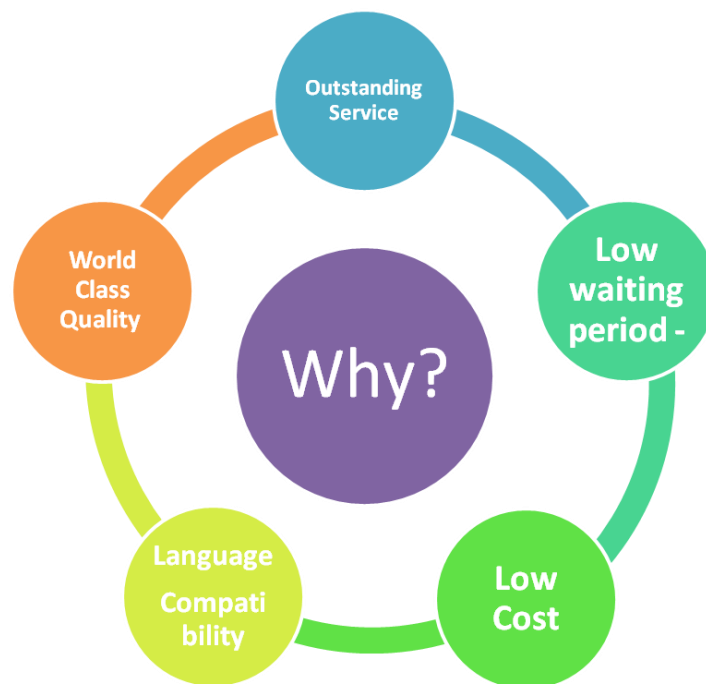 Outstanding
Service
Low
waiting
period -
Low
Cost
Language
Compati
bility
World
Class
Quality
Why?